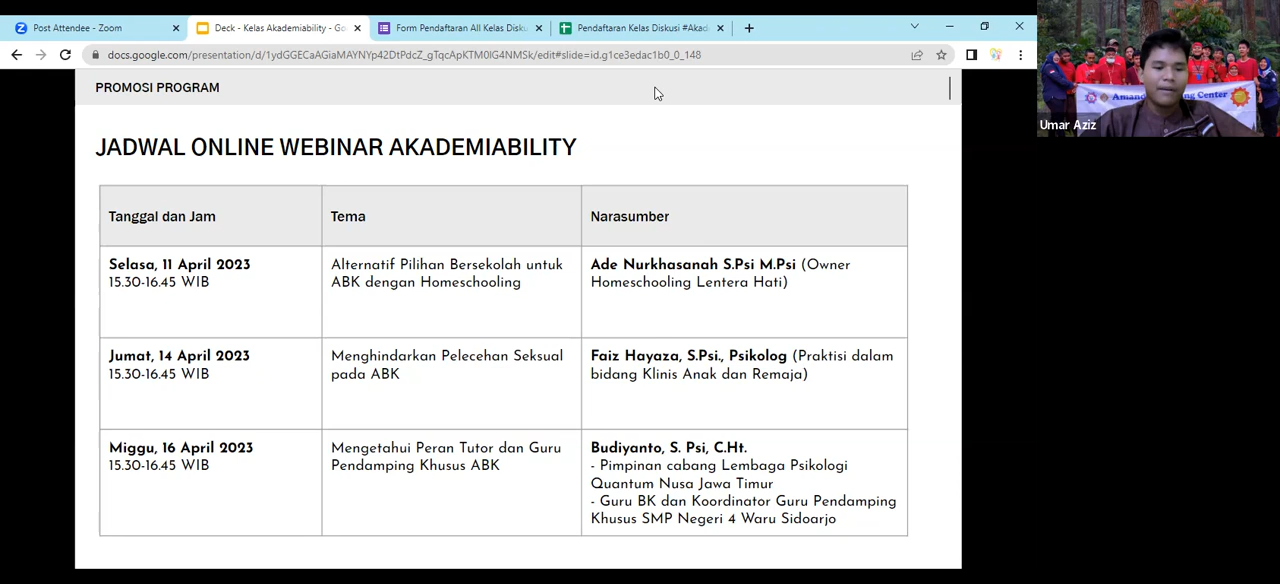 Post Attendee - Zoom
Deck - Kelas Akademiability - Go
Form Pendaftaran All Kelas Disku
Pendaftaran Kelas Diskusi #Akad
docs.google.com/presentation/d/1ydGGECaAGiaMAYNYp42DtPdcZ_gTqcApKTM0lG4NMSk/edit#slide=id.g1ce3edac1b0_0_148
PROMOSI PROGRAM
Umar Aziz
JADWAL ONLINE WEBINAR AKADEMIABILITY
Tanggal dan Jam
Tema
Narasumber
Selasa, 11 April 2023
15.30-16.45 WIB
Alternatif Pilihan Bersekolah untuk
ABK dengan Homeschooling
Ade Nurkhasanah S.Psi M.Psi (Owner
Homeschooling Lentera Hati)
Jumat, 14 April 2023
15.30-16.45 WIB
Menghindarkan Pelecehan Seksual
pada ABK
Faiz Hayaza, S.Psi., Psikolog (Praktisi dalam
bidang Klinis Anak dan Remaja)
Miggu, 16 April 2023
15.30-16.45 WIB
Mengetahui Peran Tutor dan Guru
Pendamping Khusus ABK
Budiyanto, S. Psi, C.Ht.
- Pimpinan cabang Lembaga Psikologi
Quantum Nusa Jawa Timur
- Guru BK dan Koordinator Guru Pendamping
Khusus SMP Negeri 4 Waru Sidoarjo